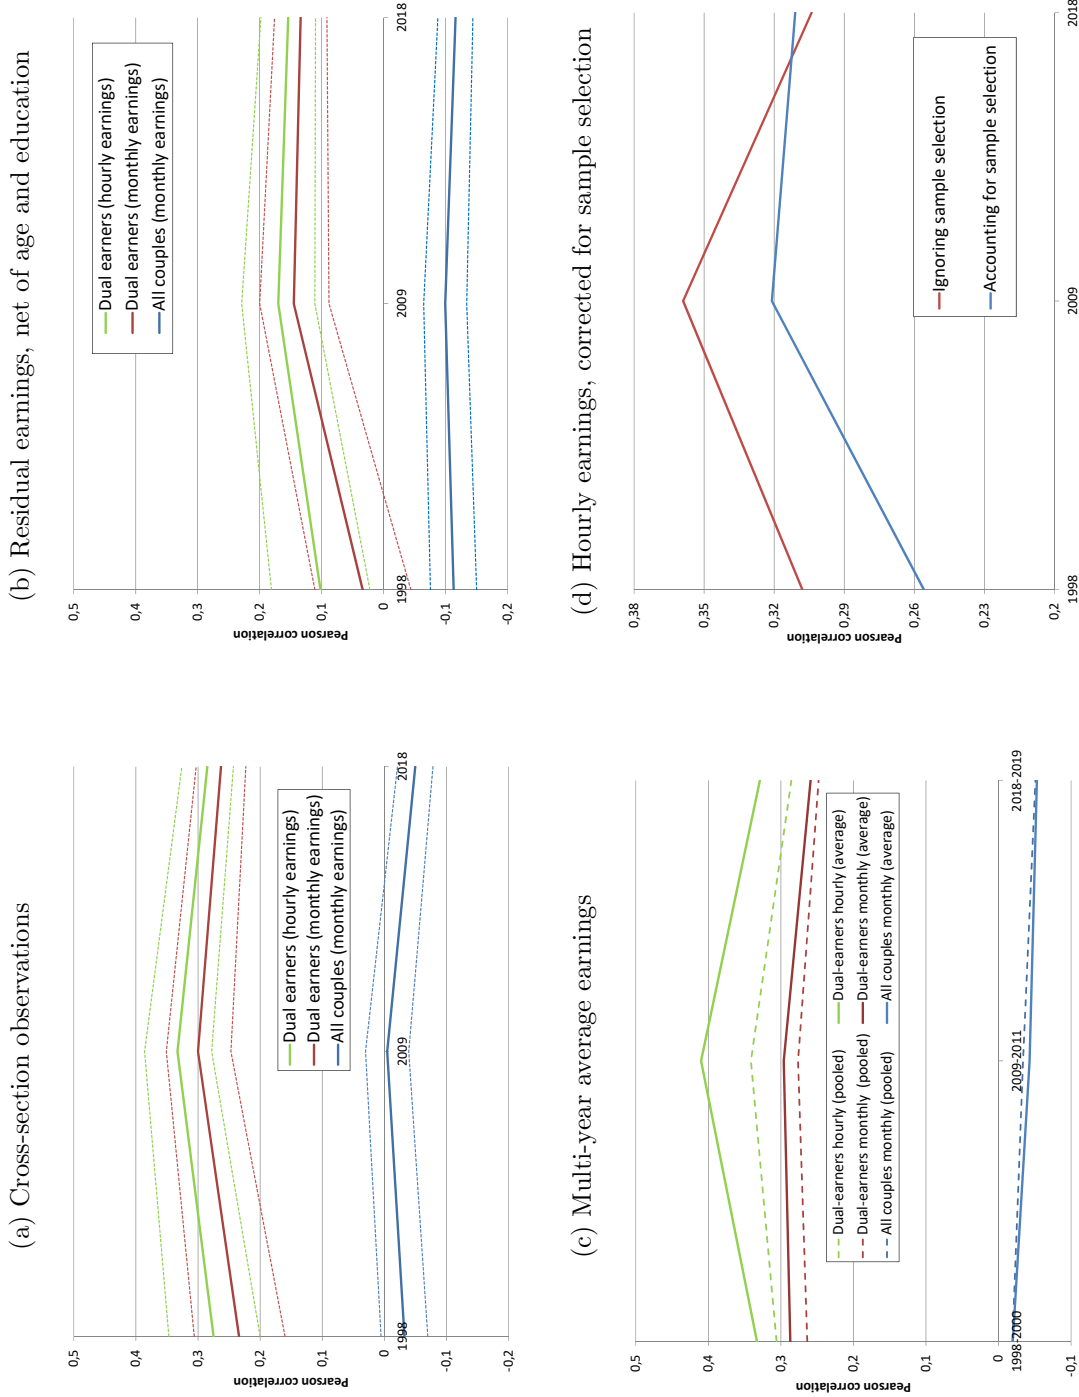 (a) Cross-section observations
0,5
0,4
0,3
0,2
0,1
0
-0,1
-0,2
Pearson correlation
1998
2009
2018
Dual earners (hourly earnings)
Dual earners (monthly earnings)
All couples (monthly earnings)
(b) Residual earnings, net of age and education
0,5
0,4
0,3
0,2
0,1
0
-0,1
-0,2
Pearson correlation
1998
2009
2018
Dual earners (hourly earnings)
Dual earners (monthly earnings)
All couples (monthly earnings)
(c) Multi-year average earnings
0,5
0,4
0,3
0,2
0,1
0
-0,1
Pearson correlation
1998-2000
2009-2011
2018-2019
Dual-earners hourly (pooled)
Dual-earners hourly (average)
Dual-earners monthly (pooled)
Dual-earners monthly (average)
All couples monthly (pooled)
All couples monthly (average)
(d) Hourly earnings, corrected for sample selection
0,38
0,35
0,32
0,29
0,26
0,23
0,2
Pearson correlation
1998
2009
2018
Ignoring sample selection
Accounting for sample selection